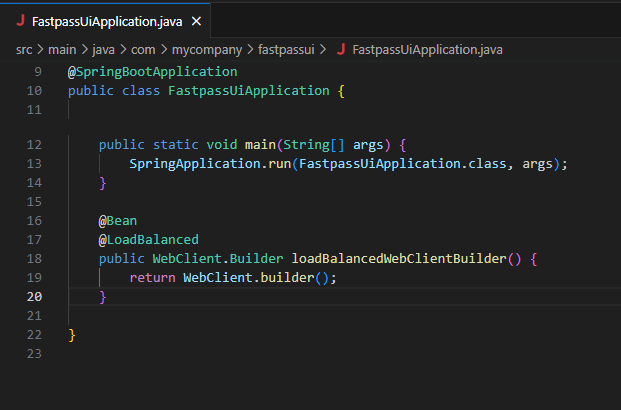 J FastpassUiApplication.java ×
src > main > java > com > mycompany > fastpassui > J FastpassUiApplication.java
9 @SpringBootApplication
10 public class FastpassUiApplication {
11
12     public static void main(String[] args) {
13         SpringApplication.run(FastpassUiApplication.class, args);
14     }
15
16     @Bean
17     @LoadBalanced
18     public WebClient.Builder loadBalancedWebClientBuilder() {
19         return WebClient.builder();
20     }
21
22 }
23